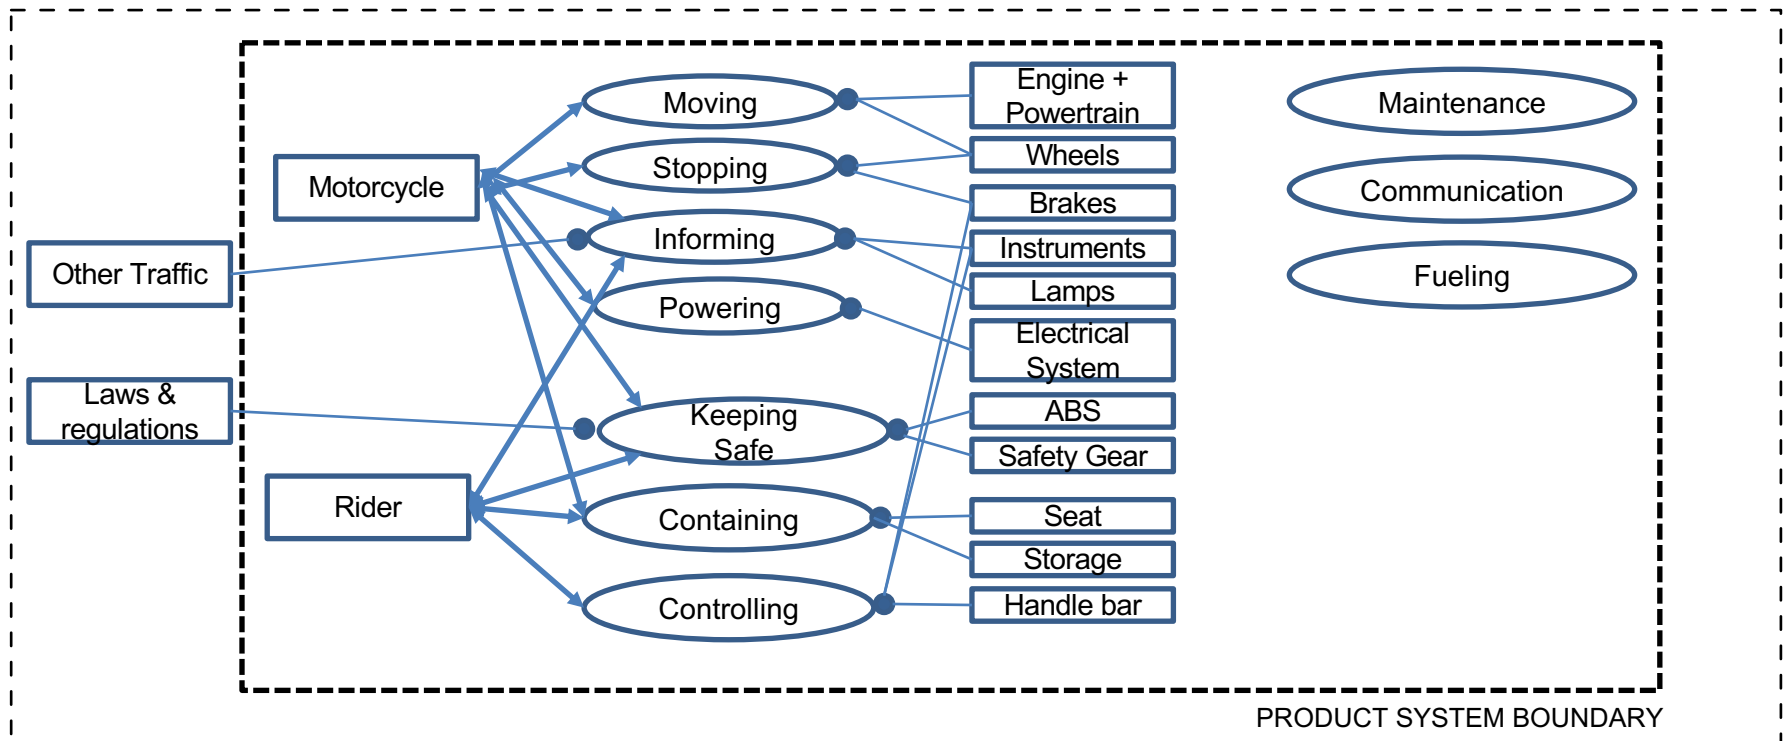 Engine +
Powertrain
Moving
Maintenance
Wheels
Stopping
Motorcycle
Communication
Brakes
Informing
Instruments
Other Traffic
Fueling
Lamps
Powering
Electrical
System
Laws &
regulations
ABS
Keeping
Safe
Safety Gear
Rider
Seat
Containing
Storage
Controlling
Handle bar
PRODUCT SYSTEM BOUNDARY